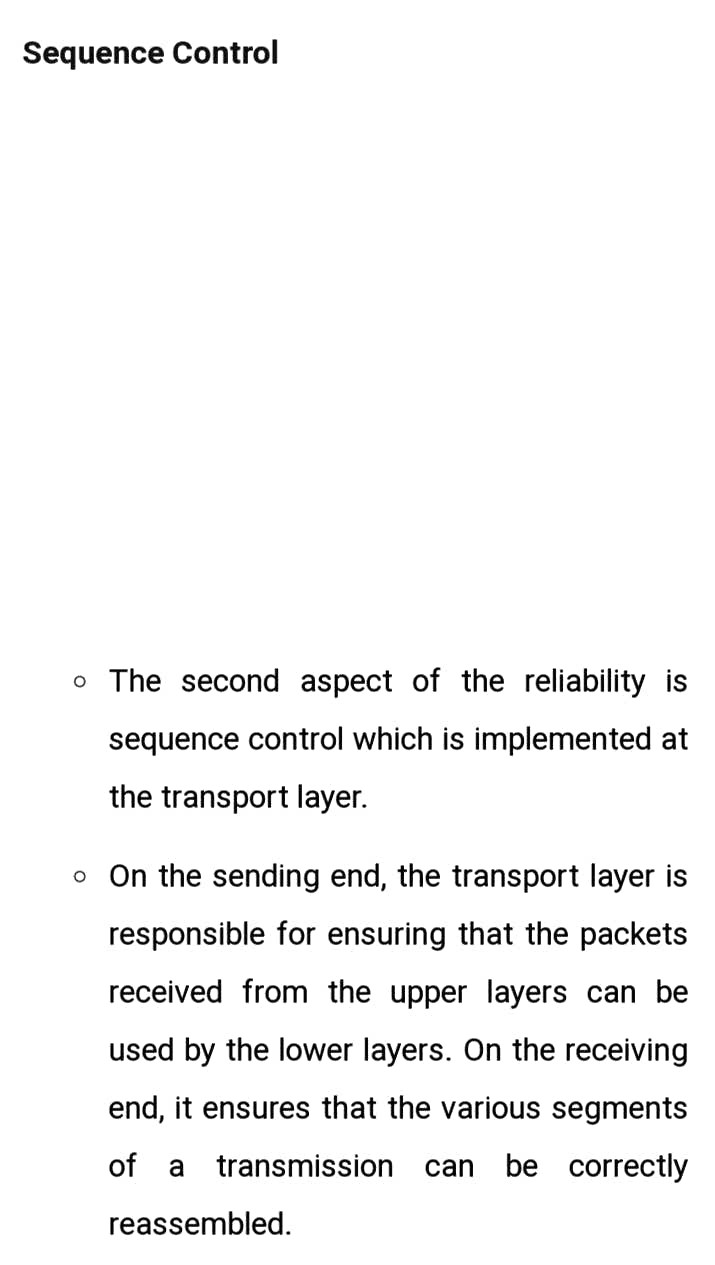 Sequence Control
The second aspect of the reliability is
sequence control which is implemented at
the transport layer.
On the sending end, the transport layer is
responsible for ensuring that the packets
received from the upper layers can be
used by the lower layers. On the receiving
end, it ensures that the various segments
of a transmission can be correctly
reassembled.